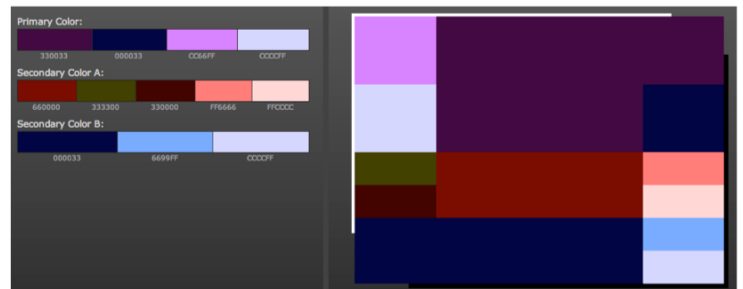 Primary Color:
330033 000033 CC66FF CCCCFF
Secondary Color A:
660000 333300 330000 FF6666 FFCCCC
Secondary Color B:
000033 6699FF CCCCFF